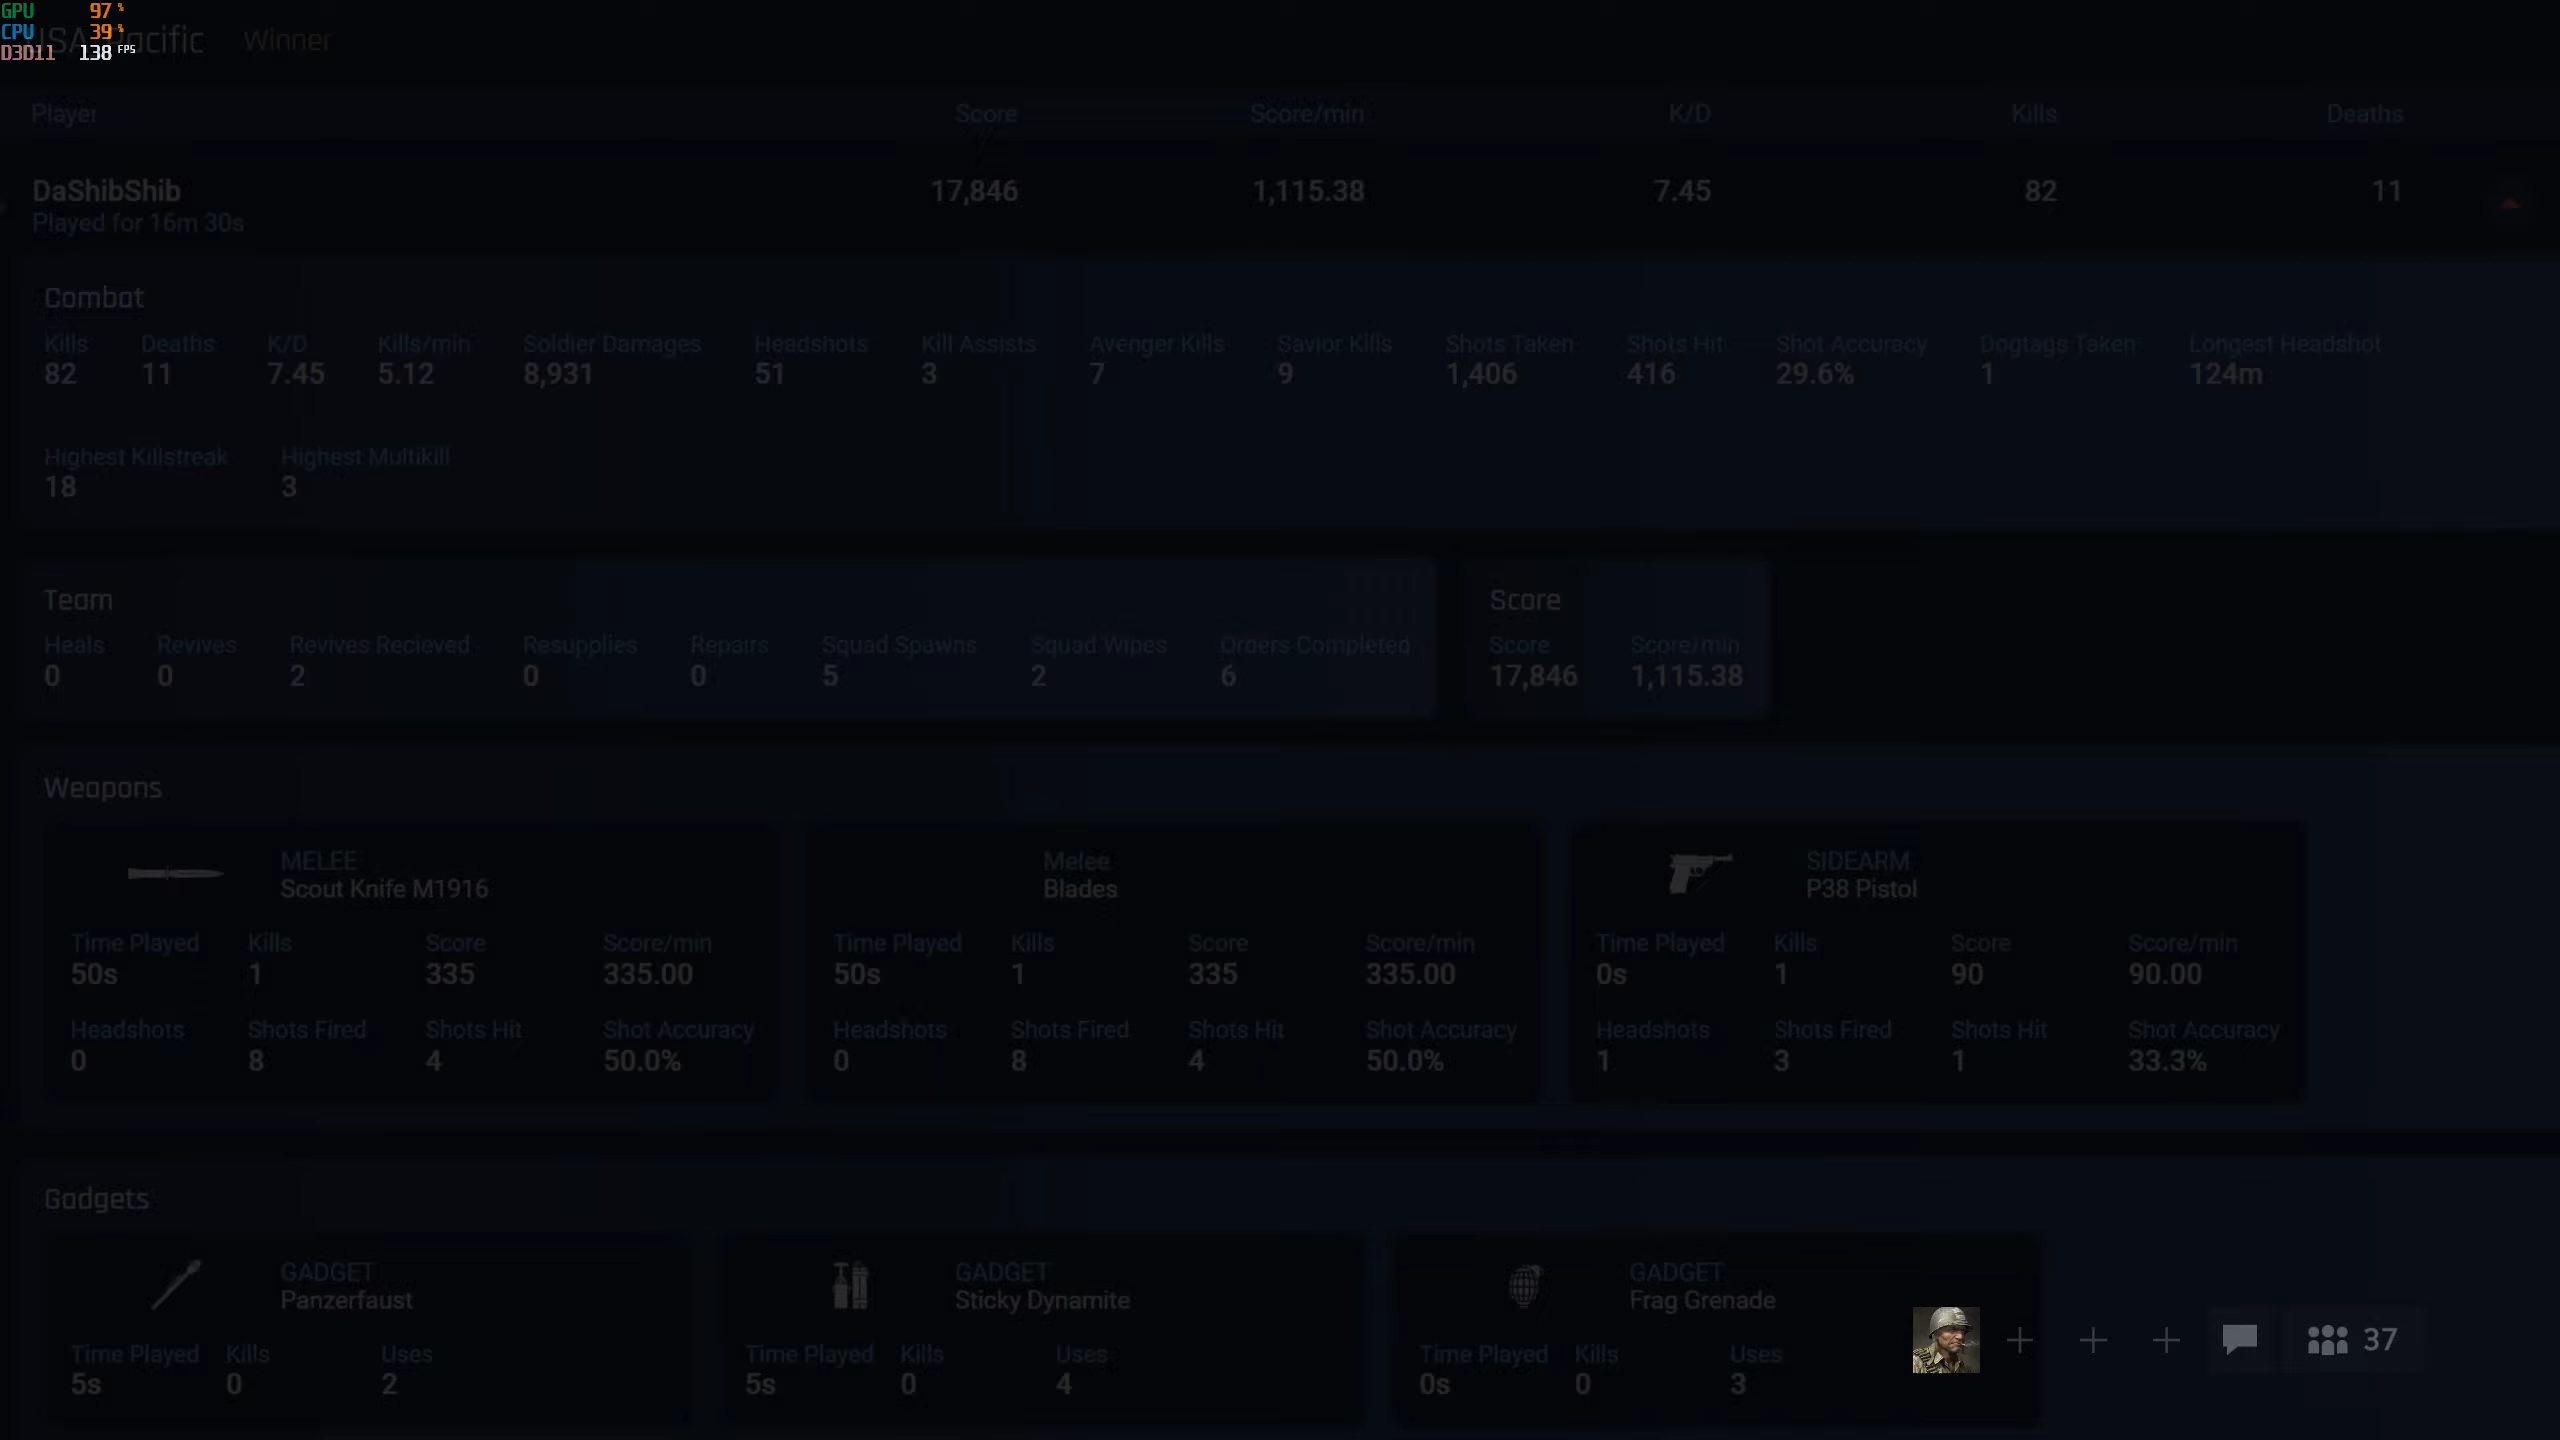 GPU 97 %
CPU 39 %
D3D11 138 FPS
USA Pacific Winner
Player Score Score/min K/D Kills Deaths
DaShibShib 17,846 1,115.38 7.45 82 11
Played for 16m 30s
Combat
Kills Deaths K/D Kills/min Soldier Damages Headshots Kill Assists Avenger Kills Savior Kills Shots Taken Shots Hit Shot Accuracy Dogtags Taken Longest Headshot
82 11 7.45 5.12 8,931 51 3 7 9 1,406 416 29.6% 1 124m
Highest Killstreak Highest Multikill
18 3
Team
Heals Revives Revives Recieved Resupplies Repairs Squad Spawns Squad Wipes Orders Completed
0 0 2 0 0 5 2 6
Score
Score Score/min
17,846 1,115.38
Weapons
MELEE
Scout Knife M1916
Time Played Kills Score Score/min
50s 1 335 335.00
Headshots Shots Fired Shots Hit Shot Accuracy
0 8 4 50.0%
Melee
Blades
Time Played Kills Score Score/min
50s 1 335 335.00
Headshots Shots Fired Shots Hit Shot Accuracy
0 8 4 50.0%
SIDEARM
P38 Pistol
Time Played Kills Score Score/min
0s 1 90 90.00
Headshots Shots Fired Shots Hit Shot Accuracy
1 3 1 33.3%
Gadgets
GADGET
Panzerfaust
Time Played Kills Uses
5s 0 2
GADGET
Sticky Dynamite
Time Played Kills Uses
5s 0 4
GADGET
Frag Grenade
Time Played Kills Uses
0s 0 3
37